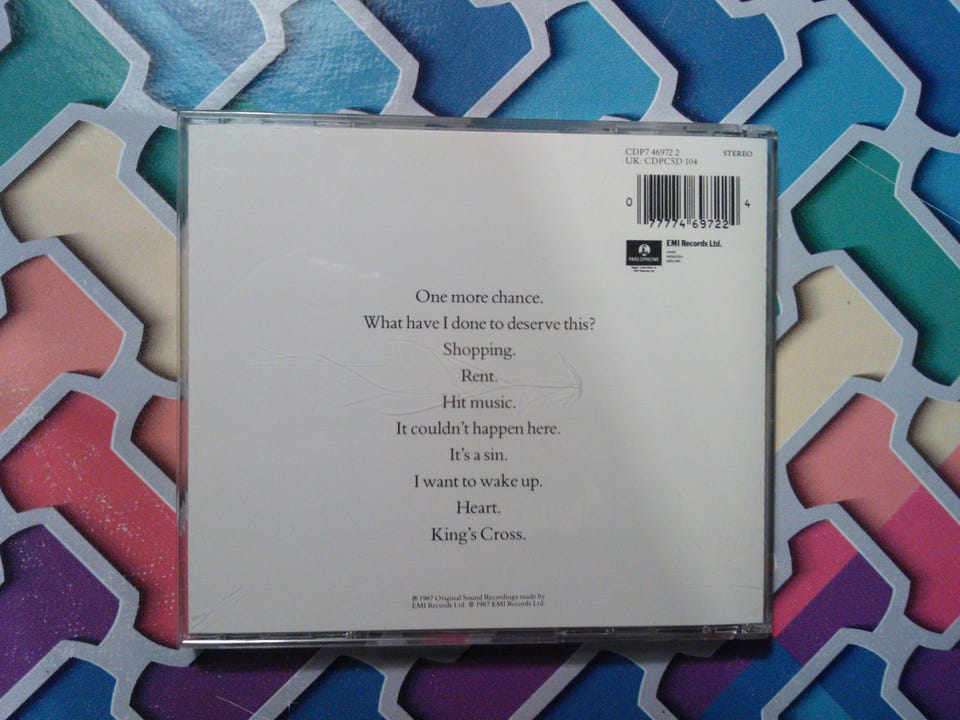 CDP7 46972 2
STEREO
UK: CDPCSD 104
0 77774 69722 4
EMI Records Ltd.
PARLOPHONE
One more chance.
What have I done to deserve this?
Shopping.
Rent.
Hit music.
It couldn't happen here.
It's a sin.
I want to wake up.
Heart.
King's Cross.
℗ 1987 Original Sound Recordings made by
EMI Records Ltd. © 1987 EMI Records Ltd.